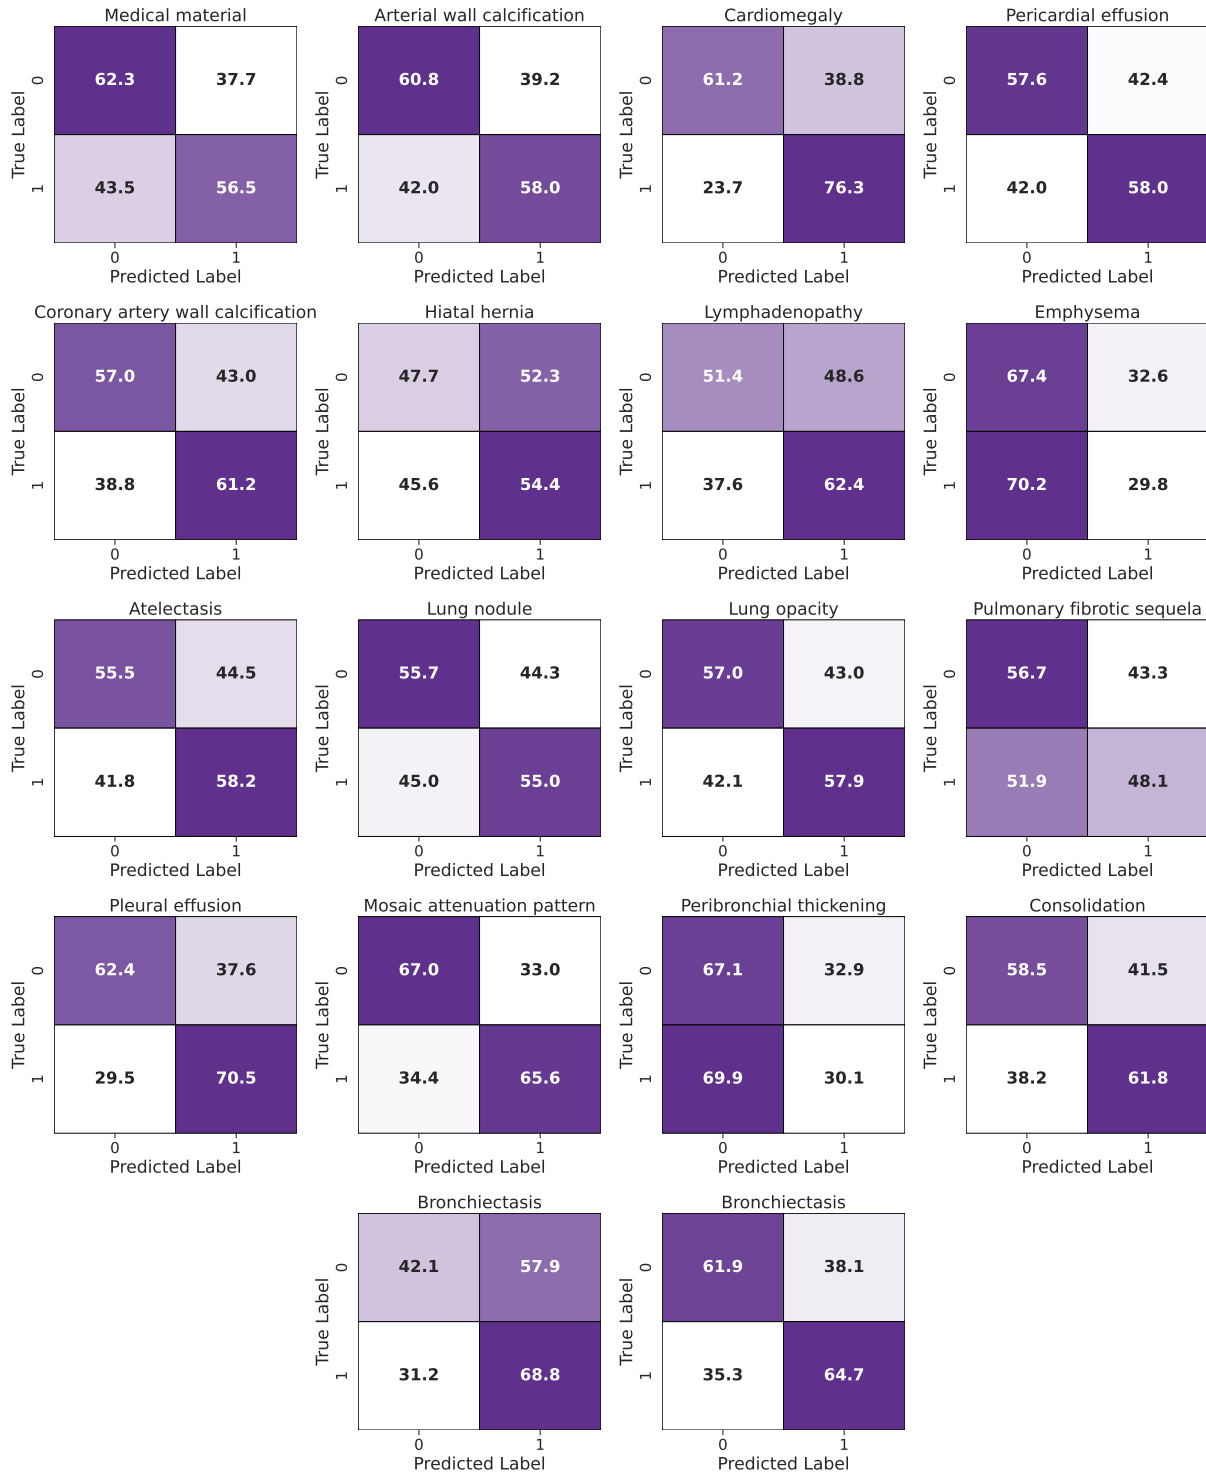 Medical material
True Label
0
62.3 37.7
1
43.5 56.5
0 1
Predicted Label
Arterial wall calcification
True Label
0
60.8 39.2
1
42.0 58.0
0 1
Predicted Label
Cardiomegaly
True Label
0
61.2 38.8
1
23.7 76.3
0 1
Predicted Label
Pericardial effusion
True Label
0
57.6 42.4
1
42.0 58.0
0 1
Predicted Label
Coronary artery wall calcification
True Label
0
57.0 43.0
1
38.8 61.2
0 1
Predicted Label
Hiatal hernia
True Label
0
47.7 52.3
1
45.6 54.4
0 1
Predicted Label
Lymphadenopathy
True Label
0
51.4 48.6
1
37.6 62.4
0 1
Predicted Label
Emphysema
True Label
0
67.4 32.6
1
70.2 29.8
0 1
Predicted Label
Atelectasis
True Label
0
55.5 44.5
1
41.8 58.2
0 1
Predicted Label
Lung nodule
True Label
0
55.7 44.3
1
45.0 55.0
0 1
Predicted Label
Lung opacity
True Label
0
57.0 43.0
1
42.1 57.9
0 1
Predicted Label
Pulmonary fibrotic sequela
True Label
0
56.7 43.3
1
51.9 48.1
0 1
Predicted Label
Pleural effusion
True Label
0
62.4 37.6
1
29.5 70.5
0 1
Predicted Label
Mosaic attenuation pattern
True Label
0
67.0 33.0
1
34.4 65.6
0 1
Predicted Label
Peribronchial thickening
True Label
0
67.1 32.9
1
69.9 30.1
0 1
Predicted Label
Consolidation
True Label
0
58.5 41.5
1
38.2 61.8
0 1
Predicted Label
Bronchiectasis
True Label
0
42.1 57.9
1
31.2 68.8
0 1
Predicted Label
Bronchiectasis
True Label
0
61.9 38.1
1
35.3 64.7
0 1
Predicted Label